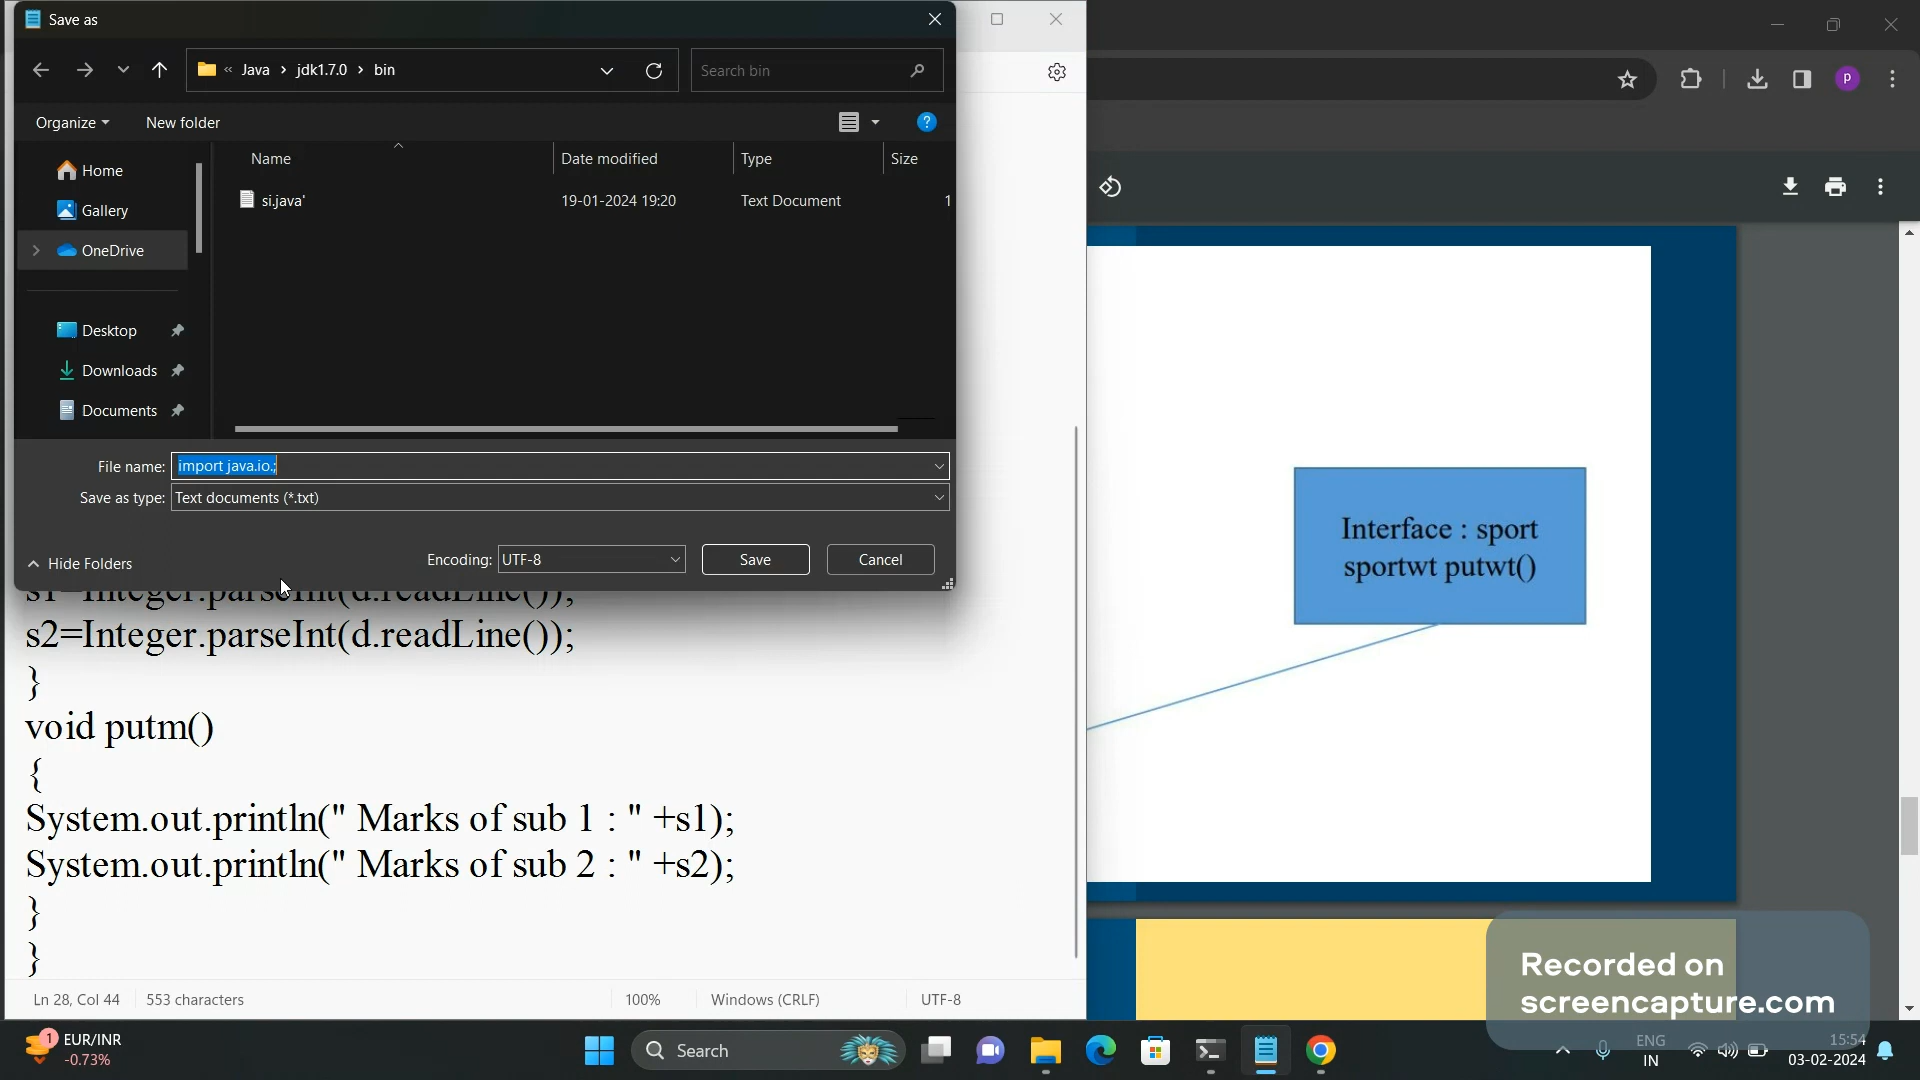 Save as
« Java › jdk1.7.0 › bin
Search bin
Organize
New folder
?
Name
Date modified
Type
Size
si.java'
19-01-2024 19:20
Text Document
1
Home
Gallery
OneDrive
Desktop
Downloads
Documents
File name:
import java.io.;
Save as type:
Text documents (*.txt)
Hide Folders
Encoding:
UTF-8
Save
Cancel
s1=Integer.parseInt(d.readLine());
s2=Integer.parseInt(d.readLine());
}
void putm()
{
System.out.println(" Marks of sub 1 : " +s1);
System.out.println(" Marks of sub 2 : " +s2);
}
}
Ln 28, Col 44
553 characters
100%
Windows (CRLF)
UTF-8
P
Interface : sport
sportwt putwt()
Recorded on
screencapture.com
1
EUR/INR
-0.73%
Search
ENG
IN
15:54
03-02-2024